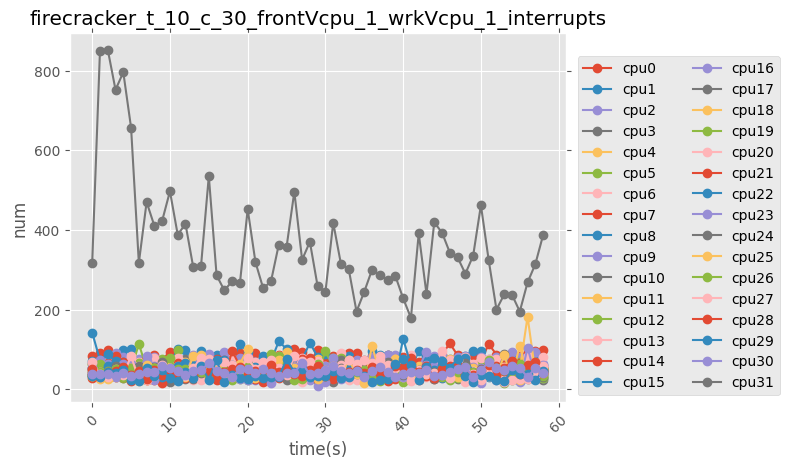 firecracker_t_10_c_30_frontVcpu_1_wrkVcpu_1_interrupts
num
800
600
400
200
0
0
10
20
30
40
50
60
time(s)
cpu0
cpu1
cpu2
cpu3
cpu4
cpu5
cpu6
cpu7
cpu8
cpu9
cpu10
cpu11
cpu12
cpu13
cpu14
cpu15
cpu16
cpu17
cpu18
cpu19
cpu20
cpu21
cpu22
cpu23
cpu24
cpu25
cpu26
cpu27
cpu28
cpu29
cpu30
cpu31